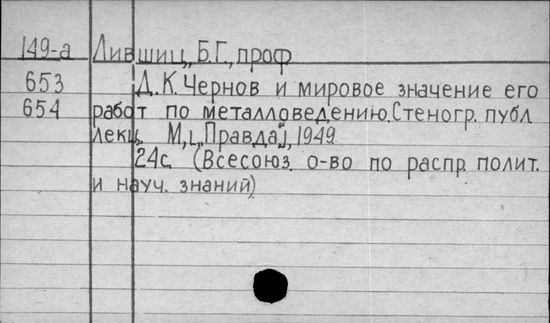 149-а Лившиц, Б.Г., проф
653 Д.К.Чернов и мировое значение его
654 работ по металловедению. Стеногр. публ.
лекц. М., „Правда", 1949.
24с. (Всесоюз. о-во по распр. полит.
и науч. знаний)